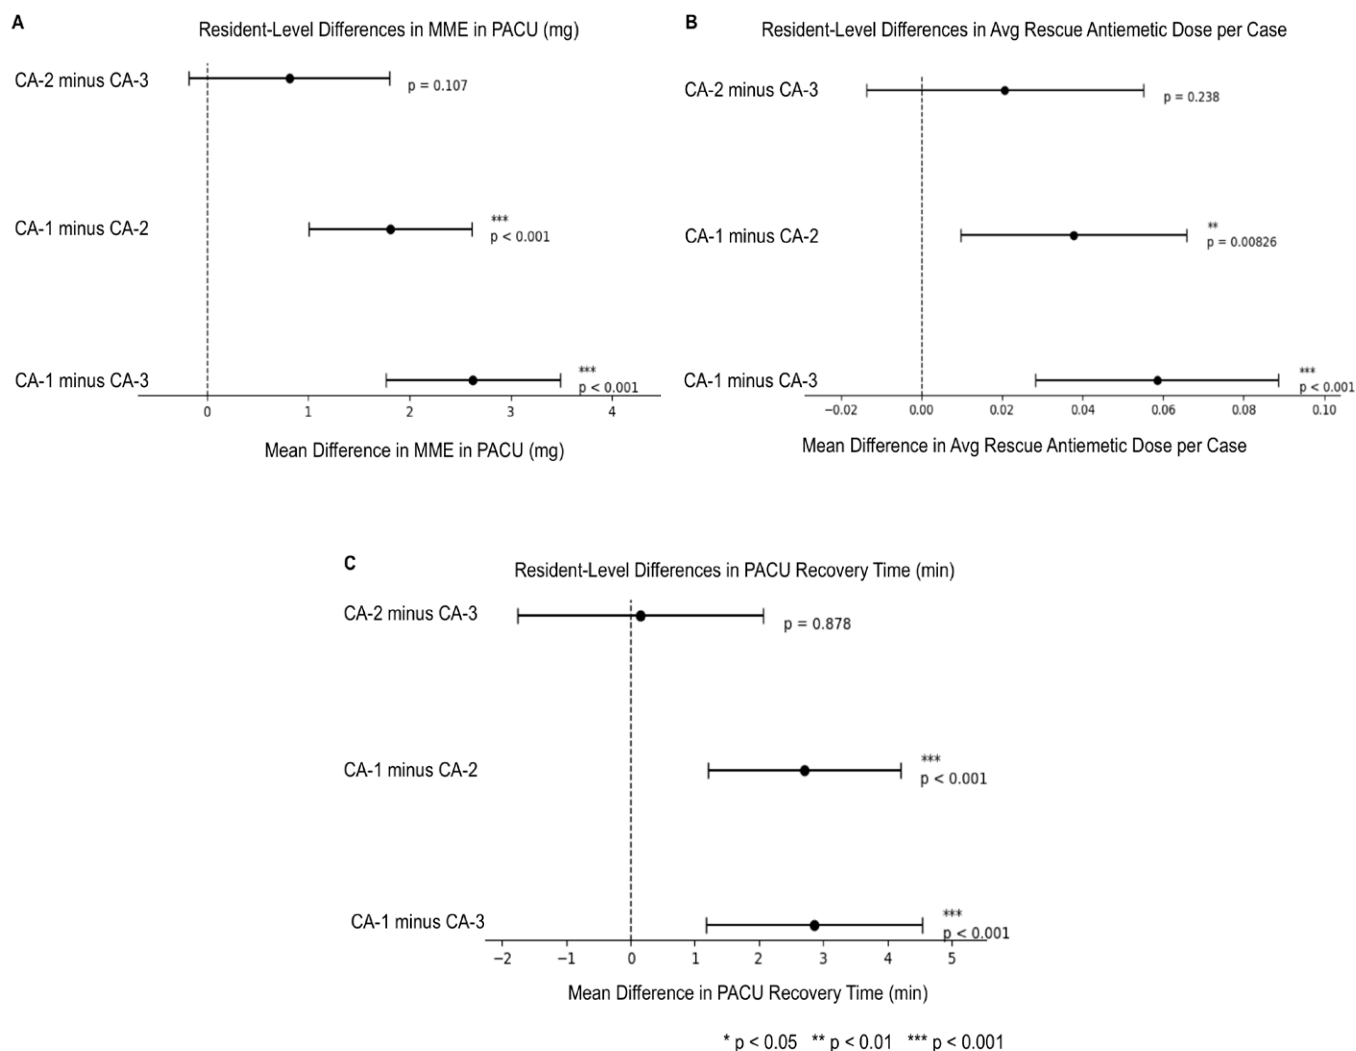 A
Resident-Level Differences in MME in PACU (mg)
CA-2 minus CA-3
p = 0.107
CA-1 minus CA-2
***
p < 0.001
CA-1 minus CA-3
***
p < 0.001
0 1 2 3 4
Mean Difference in MME in PACU (mg)
B
Resident-Level Differences in Avg Rescue Antiemetic Dose per Case
CA-2 minus CA-3
p = 0.238
CA-1 minus CA-2
**
p = 0.00826
CA-1 minus CA-3
***
p < 0.001
−0.02 0.00 0.02 0.04 0.06 0.08 0.10
Mean Difference in Avg Rescue Antiemetic Dose per Case
C
Resident-Level Differences in PACU Recovery Time (min)
CA-2 minus CA-3
p = 0.878
CA-1 minus CA-2
***
p < 0.001
CA-1 minus CA-3
***
p < 0.001
−2 −1 0 1 2 3 4 5
Mean Difference in PACU Recovery Time (min)
* p < 0.05 ** p < 0.01 *** p < 0.001